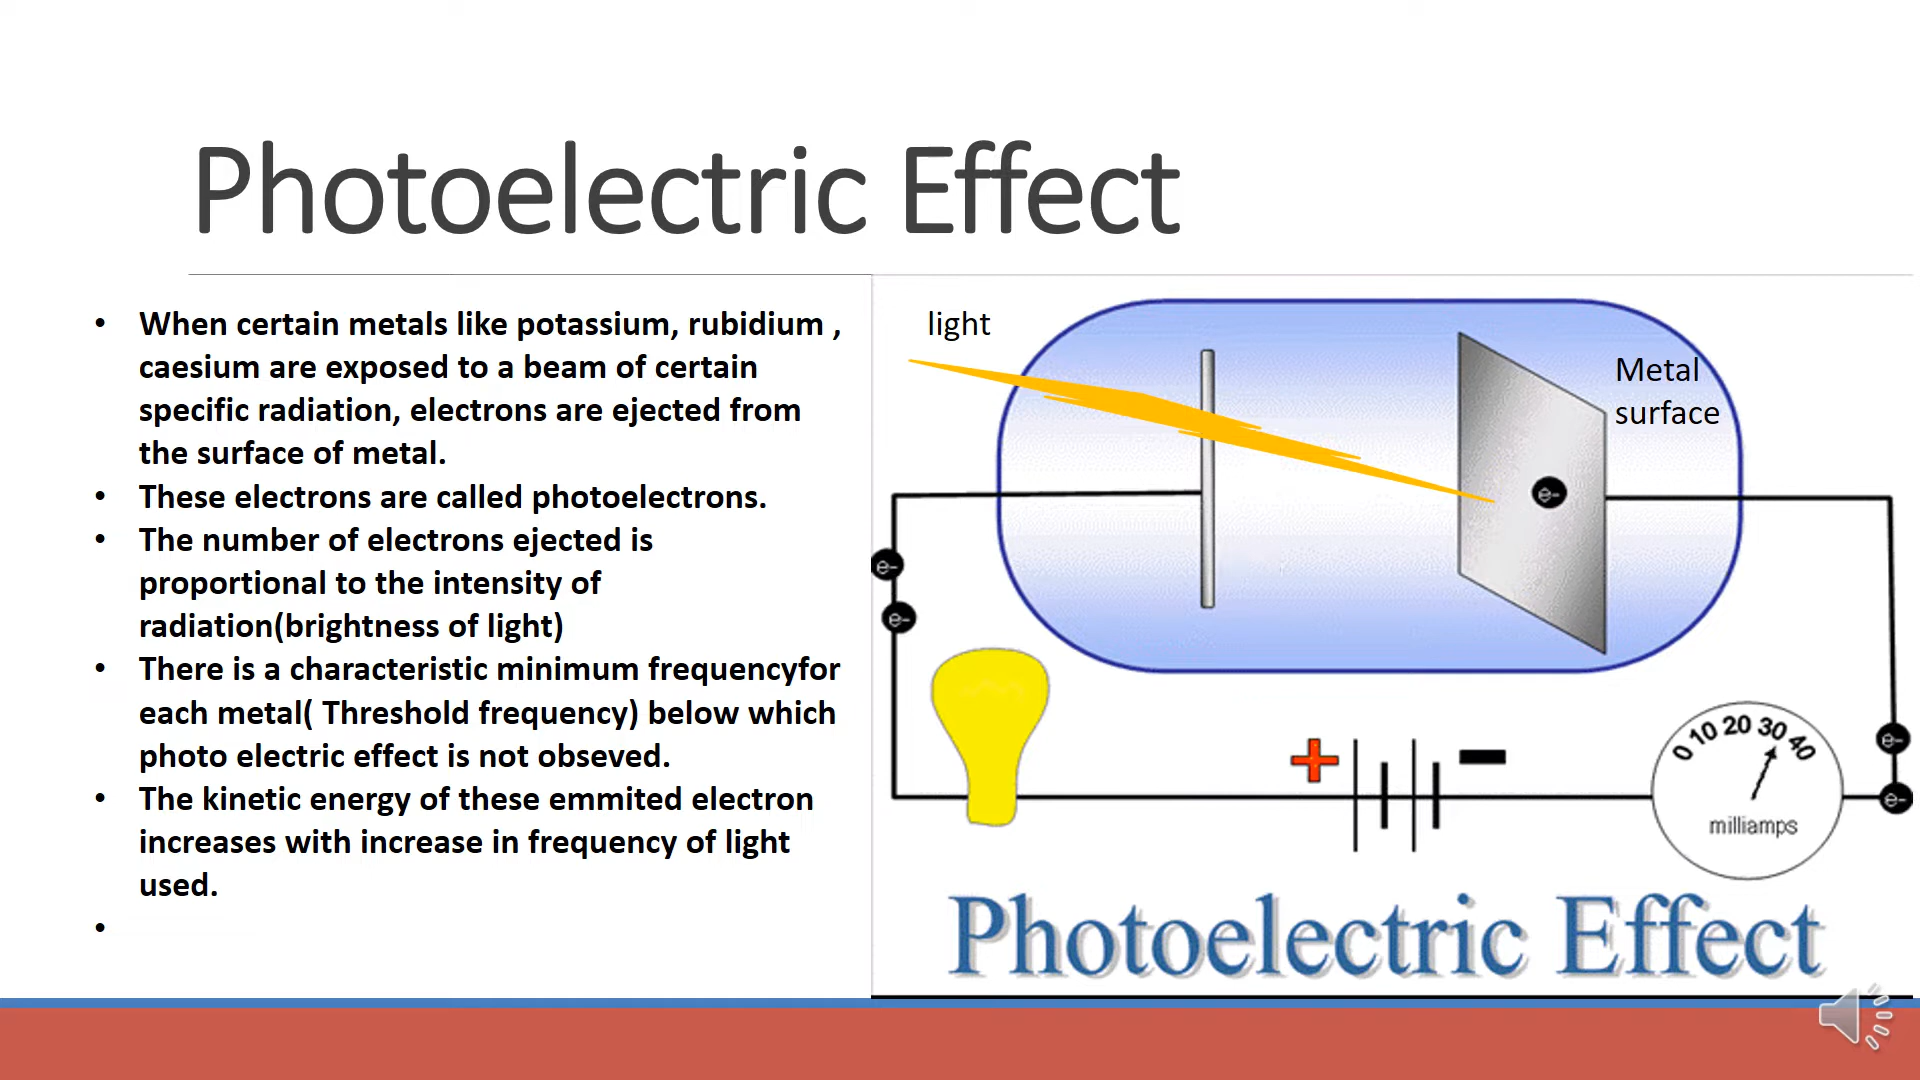 Photoelectric Effect
• When certain metals like potassium, rubidium ,
caesium are exposed to a beam of certain
specific radiation, electrons are ejected from
the surface of metal.
• These electrons are called photoelectrons.
• The number of electrons ejected is
proportional to the intensity of
radiation(brightness of light)
• There is a characteristic minimum frequencyfor
each metal( Threshold frequency) below which
photo electric effect is not obseved.
• The kinetic energy of these emmited electron
increases with increase in frequency of light
used.
•
light
Metal
surface
e-
e-
e-
e-
e-
+
-
0 10 20 30 40
milliamps
Photoelectric Effect